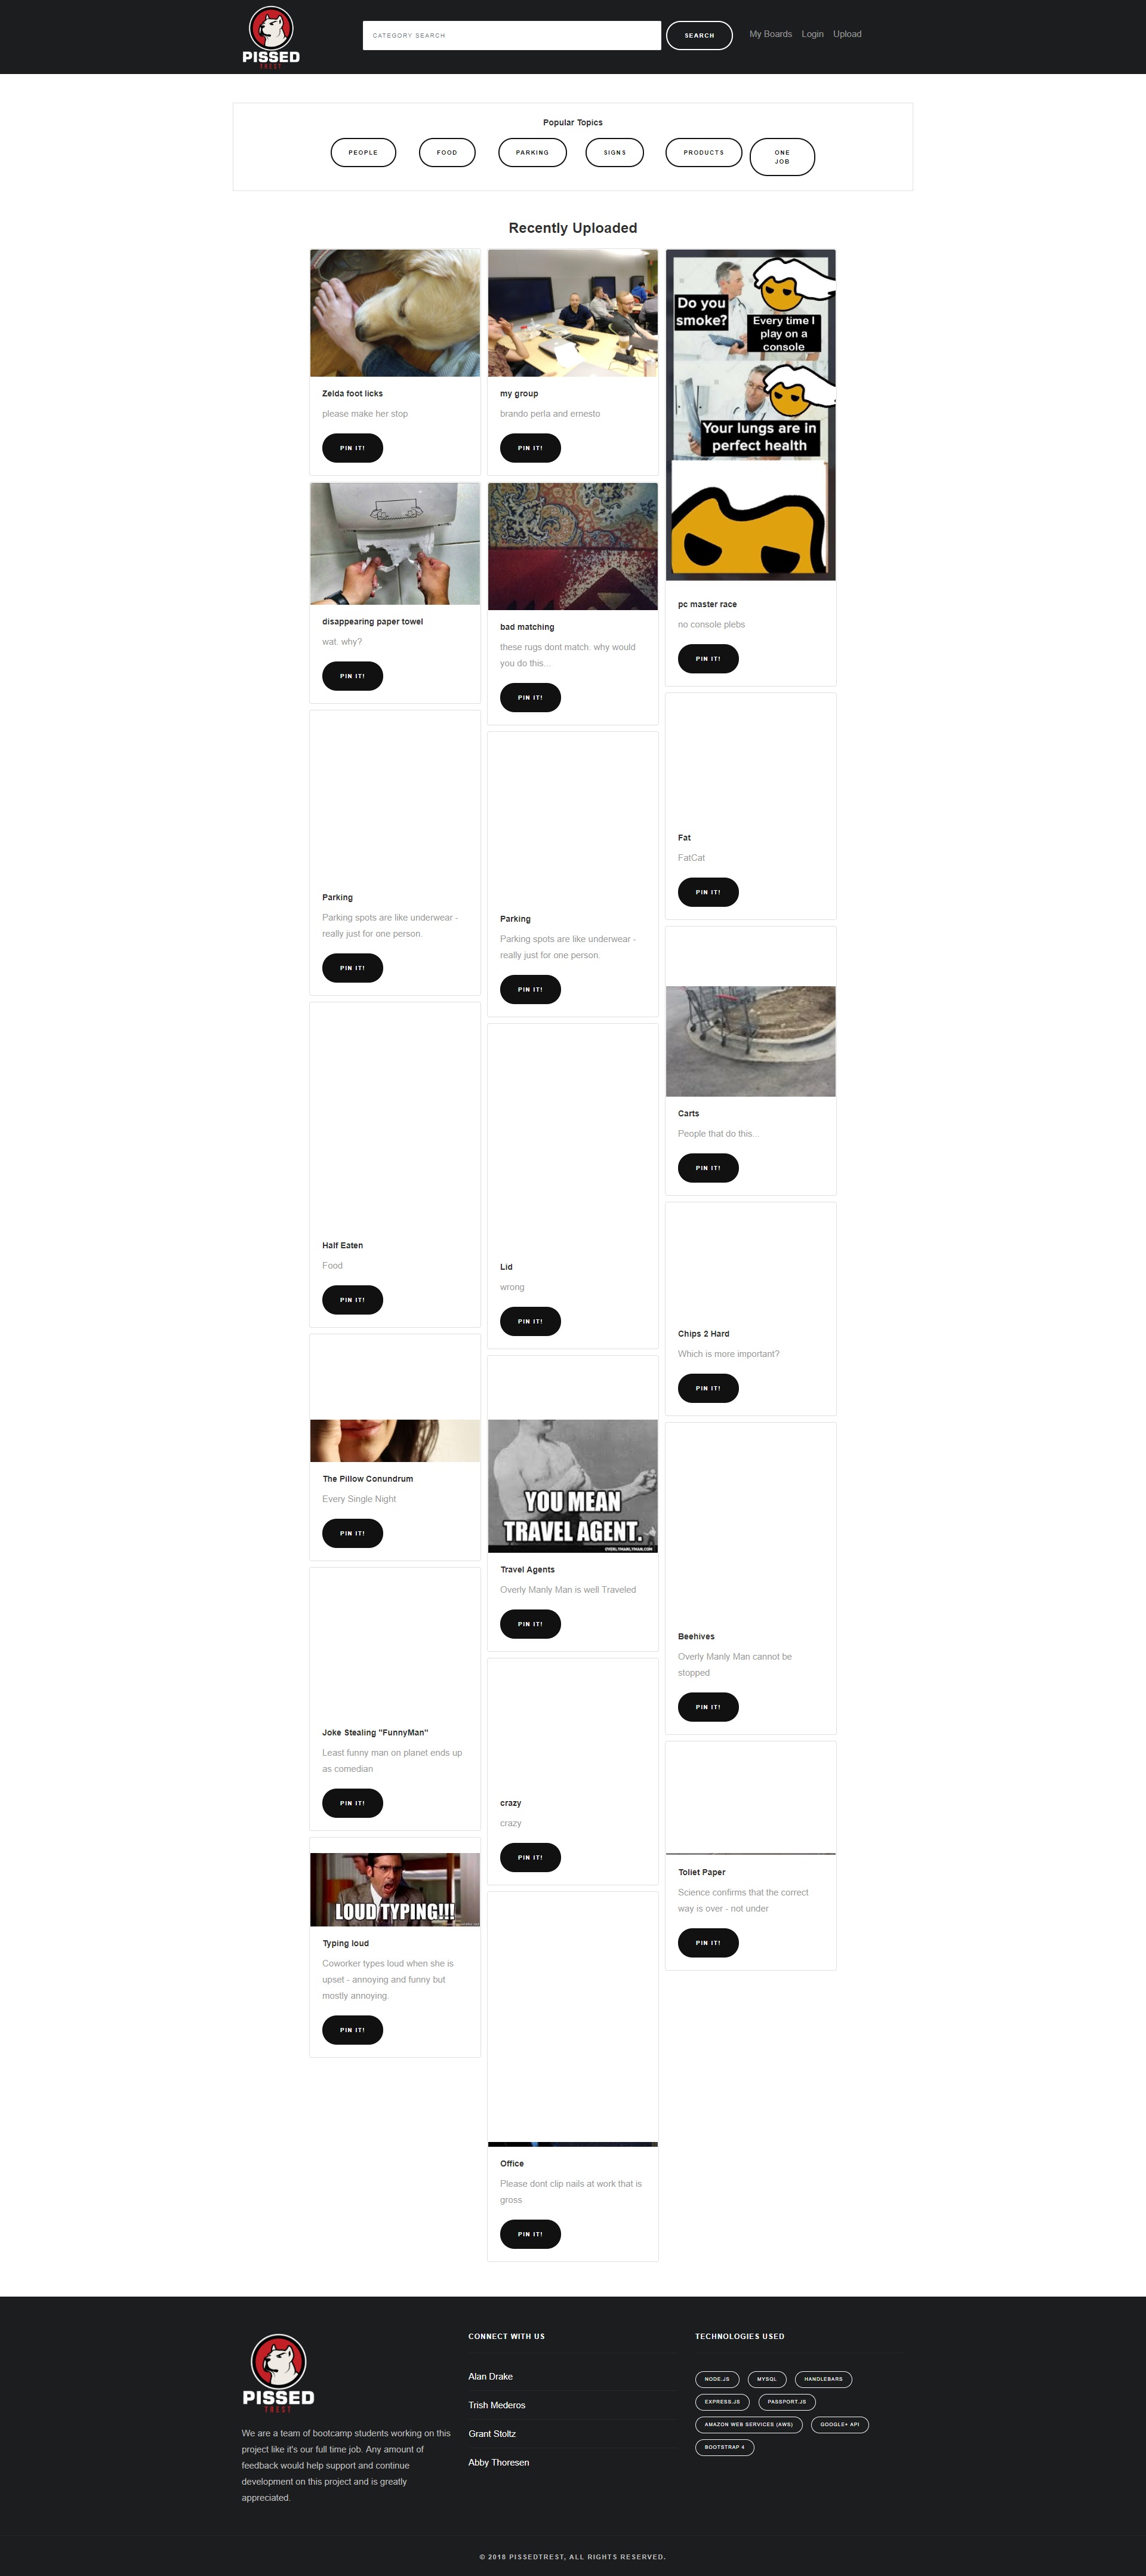 PISSED
TREST
CATEGORY SEARCH
SEARCH
My Boards
Login
Upload
Popular Topics
PEOPLE
FOOD
PARKING
SIGNS
PRODUCTS
ONE
JOB
Recently Uploaded
Zelda foot licks
please make her stop
PIN IT!
disappearing paper towel
wat. why?
PIN IT!
Parking
Parking spots are like underwear -
really just for one person.
PIN IT!
Half Eaten
Food
PIN IT!
The Pillow Conundrum
Every Single Night
PIN IT!
Joke Stealing "FunnyMan"
Least funny man on planet ends up
as comedian
PIN IT!
LOUD TYPING!!!
Typing loud
Coworker types loud when she is
upset - annoying and funny but
mostly annoying.
PIN IT!
my group
brando perla and ernesto
PIN IT!
bad matching
these rugs dont match. why would
you do this...
PIN IT!
Parking
Parking spots are like underwear -
really just for one person.
PIN IT!
Lid
wrong
PIN IT!
YOU MEAN
TRAVEL AGENT.
OVERLYMANLYMAN.COM
Travel Agents
Overly Manly Man is well Traveled
PIN IT!
crazy
crazy
PIN IT!
Office
Please dont clip nails at work that is
gross
PIN IT!
Do you
smoke?
Every time I
play on a
console
Your lungs are in
perfect health
pc master race
no console plebs
PIN IT!
Fat
FatCat
PIN IT!
Carts
People that do this...
PIN IT!
Chips 2 Hard
Which is more important?
PIN IT!
Beehives
Overly Manly Man cannot be
stopped
PIN IT!
Toliet Paper
Science confirms that the correct
way is over - not under
PIN IT!
PISSED
TREST
We are a team of bootcamp students working on this
project like it's our full time job. Any amount of
feedback would help support and continue
development on this project and is greatly
appreciated.
CONNECT WITH US
Alan Drake
Trish Mederos
Grant Stoltz
Abby Thoresen
TECHNOLOGIES USED
NODE.JS
MYSQL
HANDLEBARS
EXPRESS.JS
PASSPORT.JS
AMAZON WEB SERVICES (AWS)
GOOGLE+ API
BOOTSTRAP 4
© 2018 PISSEDTREST, ALL RIGHTS RESERVED.